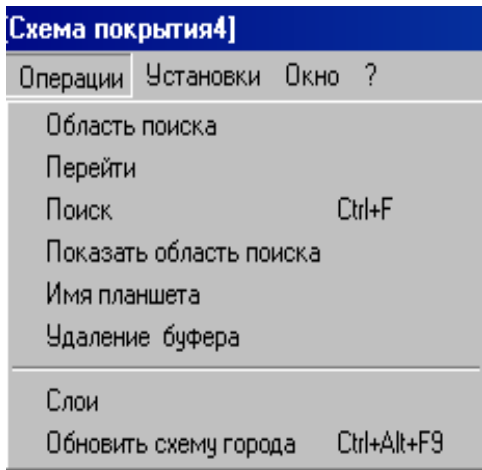 [Схема покрытия4]
Операции Установки Окно ?
Область поиска
Перейти
Поиск Ctrl+F
Показать область поиска
Имя планшета
Удаление буфера
Слои
Обновить схему города Ctrl+Alt+F9